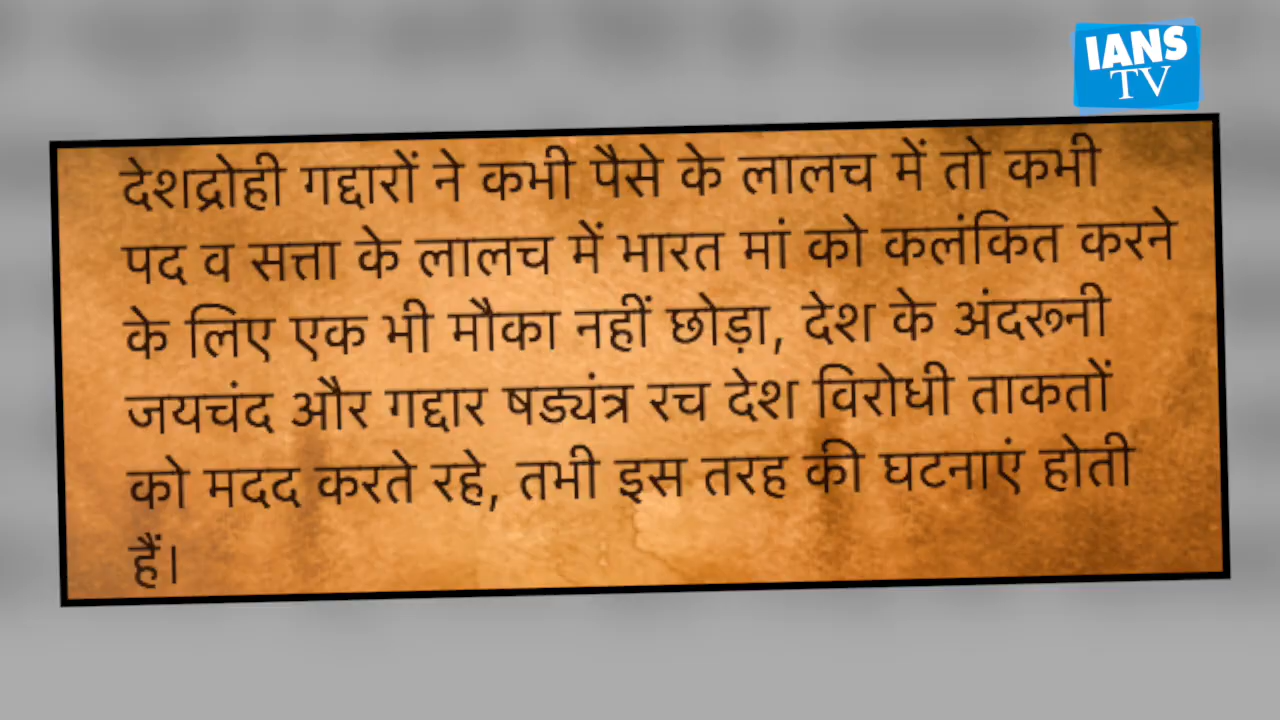 IANS
TV
देशद्रोही गद्दारों ने कभी पैसे के लालच में तो कभी
पद व सत्ता के लालच में भारत मां को कलंकित करने
के लिए एक भी मौका नहीं छोड़ा, देश के अंदरूनी
जयचंद और गद्दार षड्यंत्र रच देश विरोधी ताकतों
को मदद करते रहे, तभी इस तरह की घटनाएं होती
हैं।